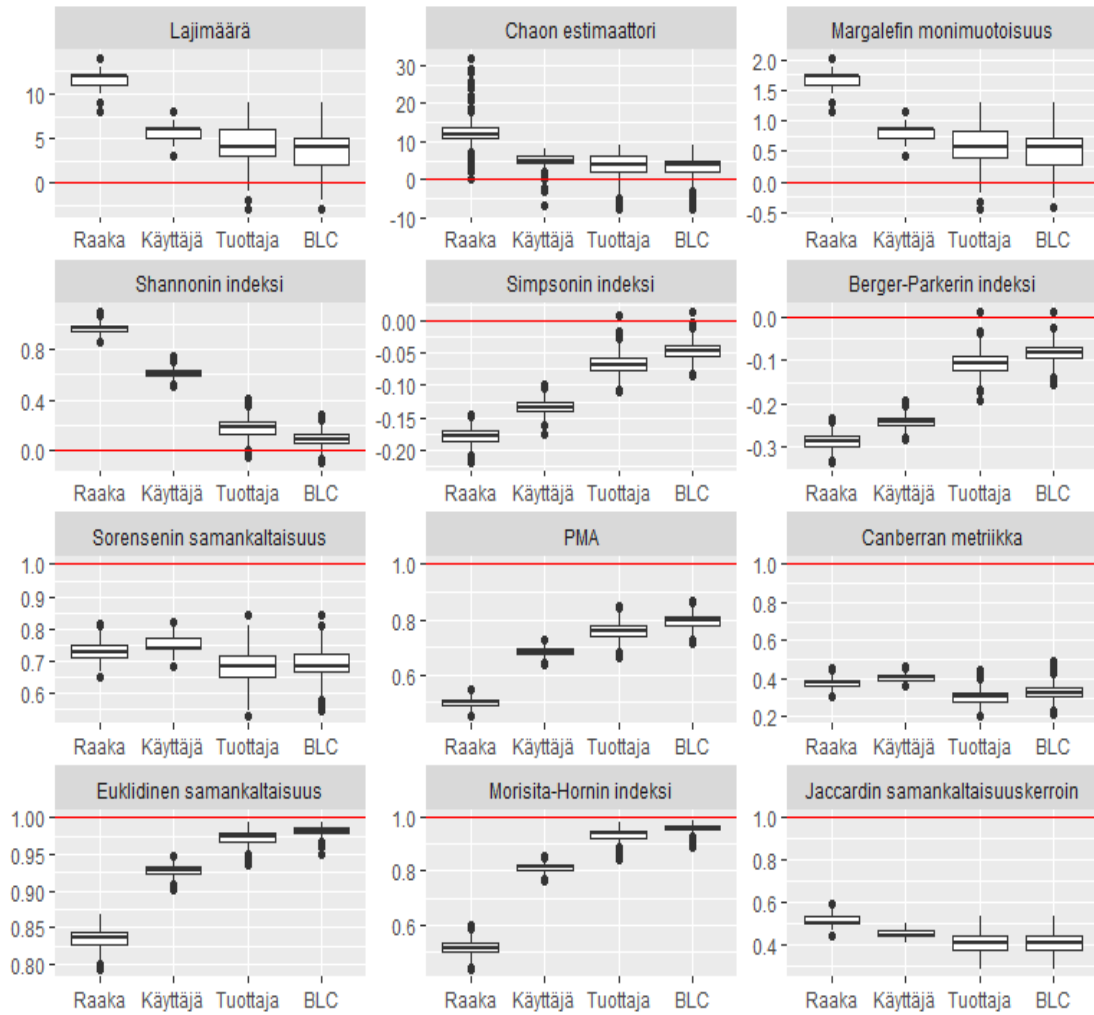 Lajimäärä
10
5
0
Raaka Käyttäjä Tuottaja BLC
Chaon estimaattori
30
20
10
0
-10
Raaka Käyttäjä Tuottaja BLC
Margalefin monimuotoisuus
2.0
1.5
1.0
0.5
0.0
-0.5
Raaka Käyttäjä Tuottaja BLC
Shannonin indeksi
0.8
0.4
0.0
Raaka Käyttäjä Tuottaja BLC
Simpsonin indeksi
0.00
-0.05
-0.10
-0.15
-0.20
Raaka Käyttäjä Tuottaja BLC
Berger-Parkerin indeksi
0.0
-0.1
-0.2
-0.3
Raaka Käyttäjä Tuottaja BLC
Sorensenin samankaltaisuus
1.0
0.9
0.8
0.7
0.6
Raaka Käyttäjä Tuottaja BLC
PMA
1.0
0.8
0.6
Raaka Käyttäjä Tuottaja BLC
Canberran metriikka
1.0
0.8
0.6
0.4
0.2
Raaka Käyttäjä Tuottaja BLC
Euklidinen samankaltaisuus
1.00
0.95
0.90
0.85
0.80
Raaka Käyttäjä Tuottaja BLC
Morisita-Hornin indeksi
1.0
0.8
0.6
Raaka Käyttäjä Tuottaja BLC
Jaccardin samankaltaisuuskerroin
1.0
0.8
0.6
0.4
Raaka Käyttäjä Tuottaja BLC